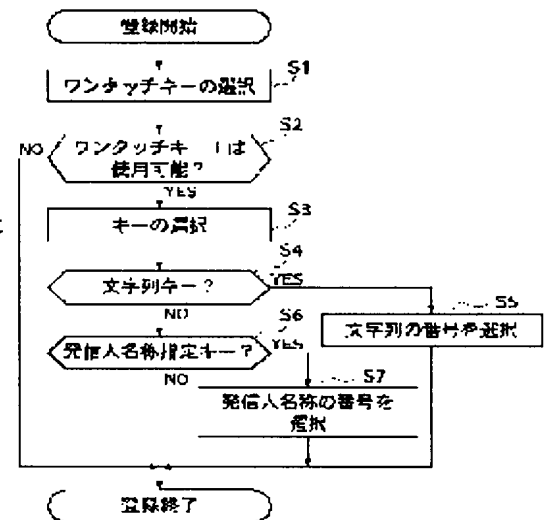 登録開始
S1
ワンタッチキーの選択
S2
NO
ワンタッチキーは
使用可能？
YES
S3
キーの選択
S4
文字列キー？
YES
NO
S5
文字列の番号を選択
S6
発信人名称指定キー？
YES
NO
S7
発信人名称の番号を
選択
登録終了